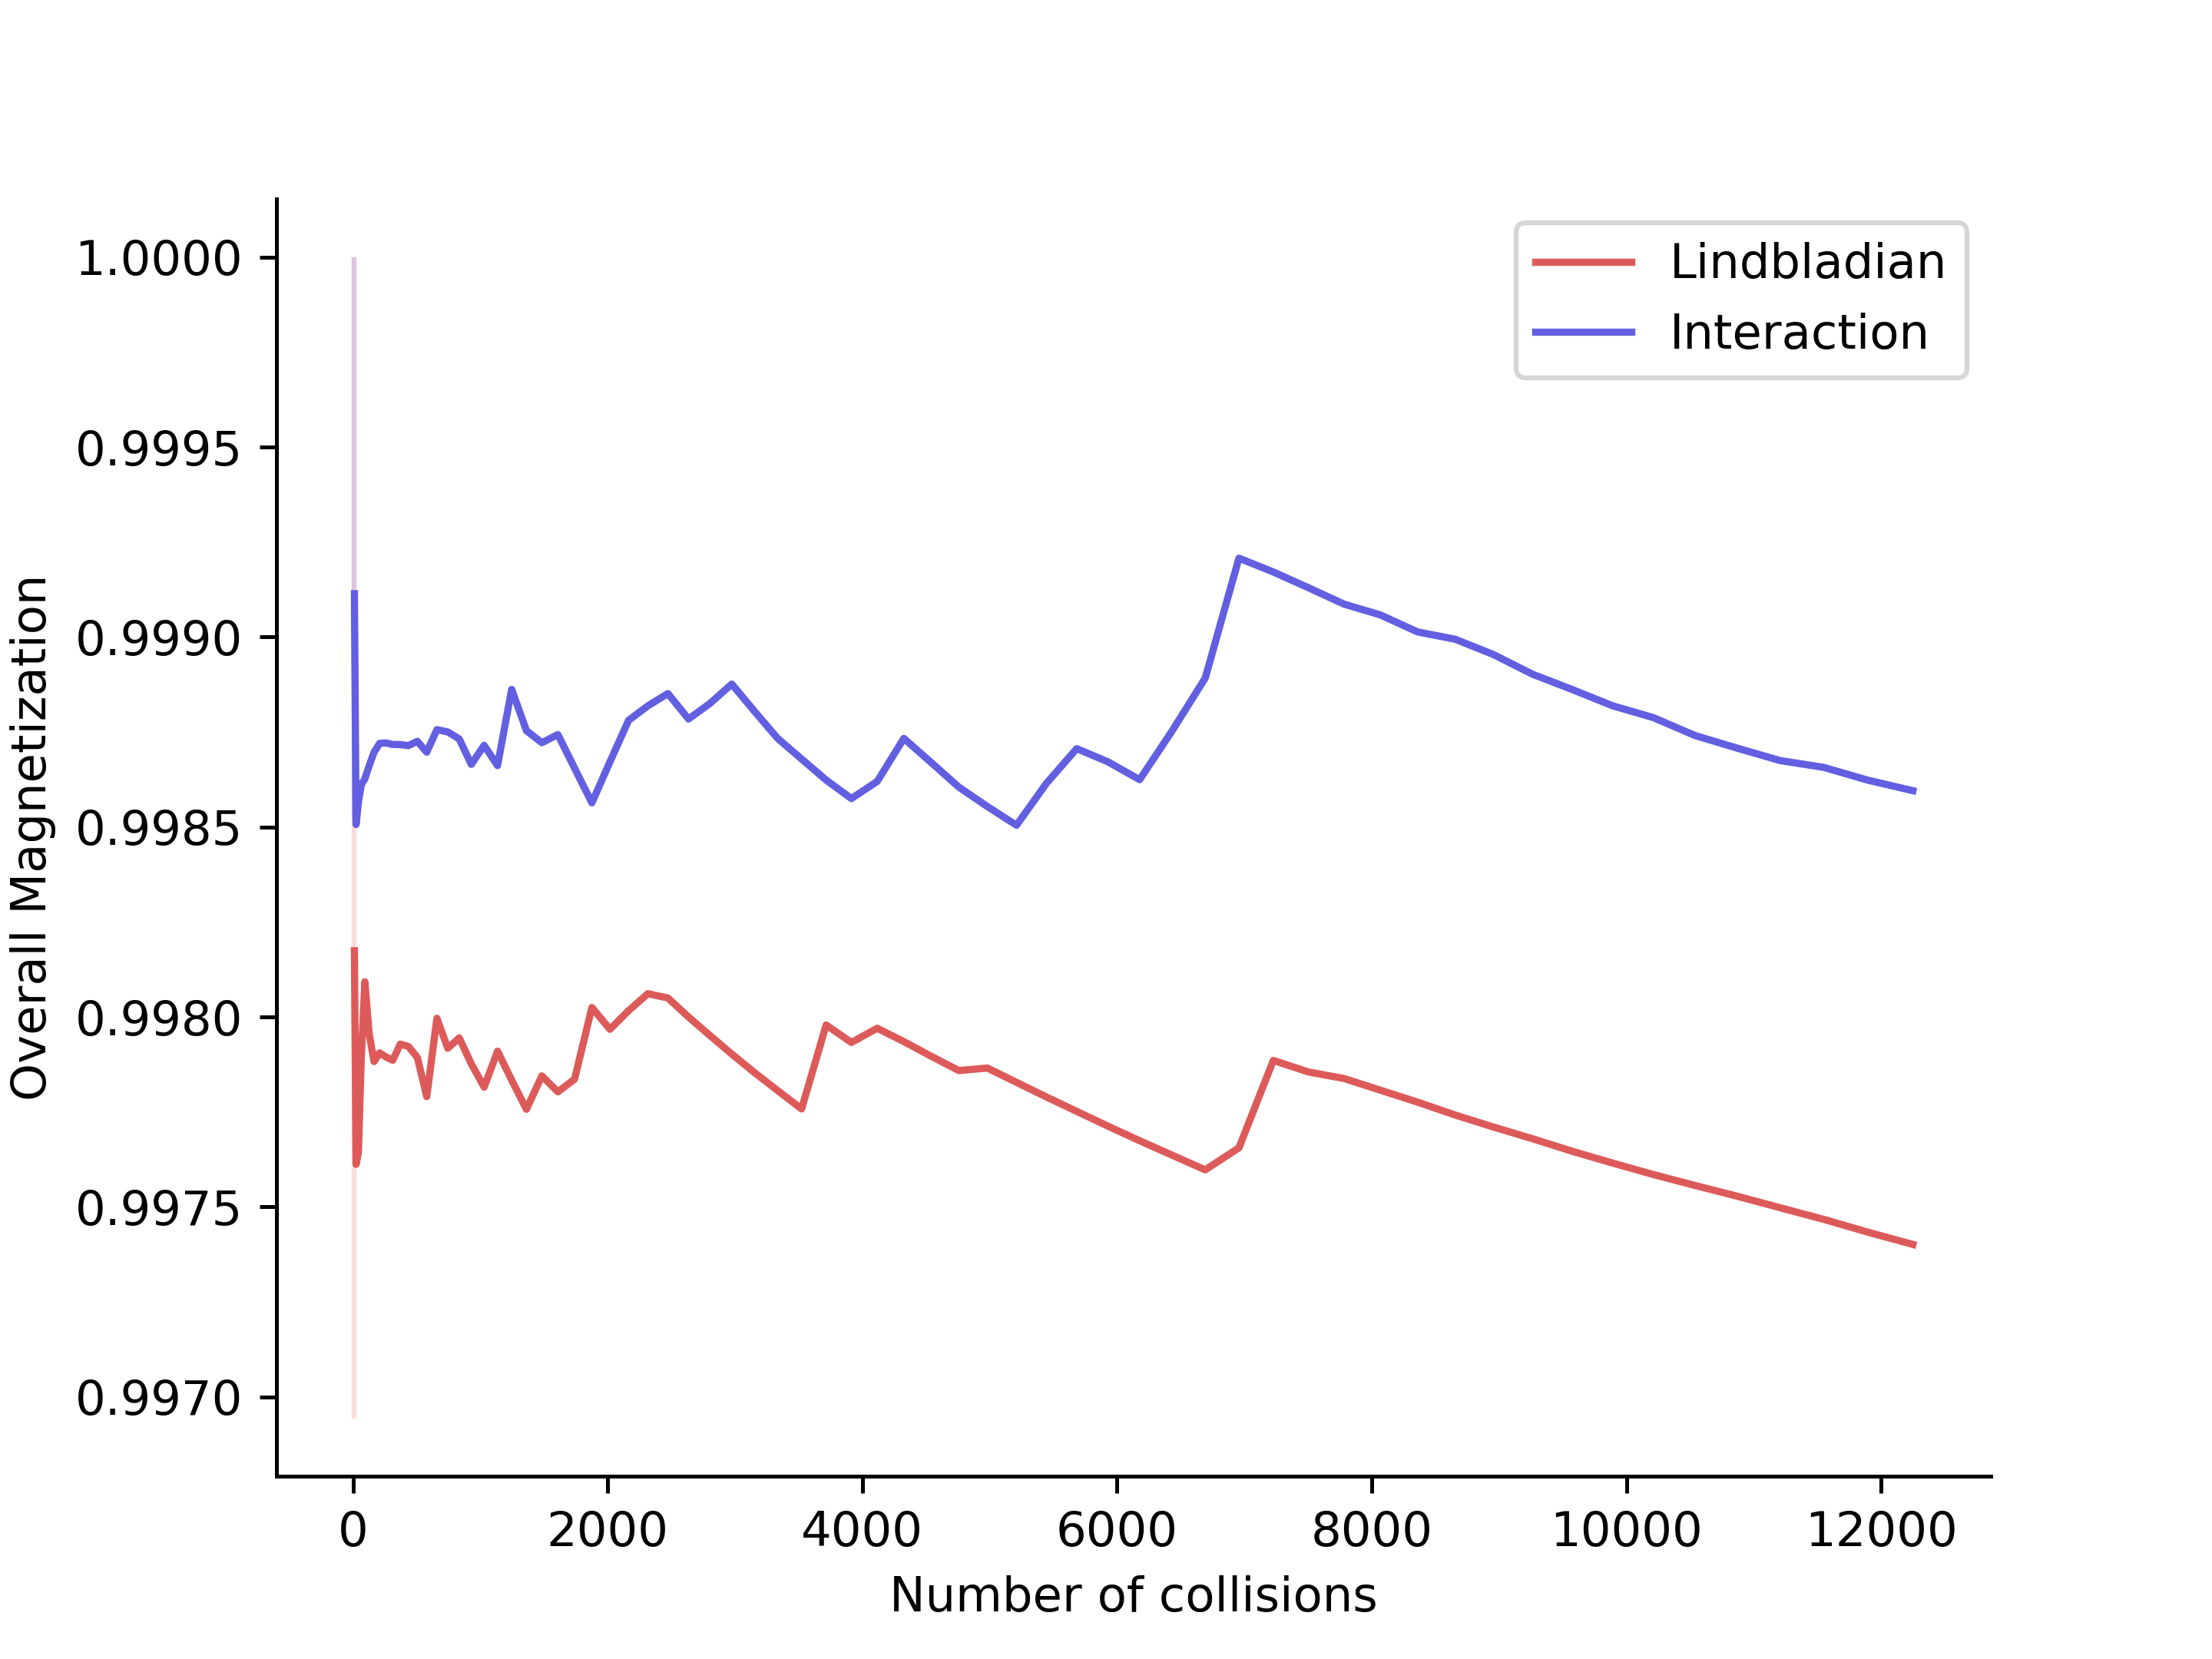 Lindbladian
Interaction
1.0000
0.9995
0.9990
0.9985
0.9980
0.9975
0.9970
Overall Magnetization
0 2000 4000 6000 8000 10000 12000
Number of collisions